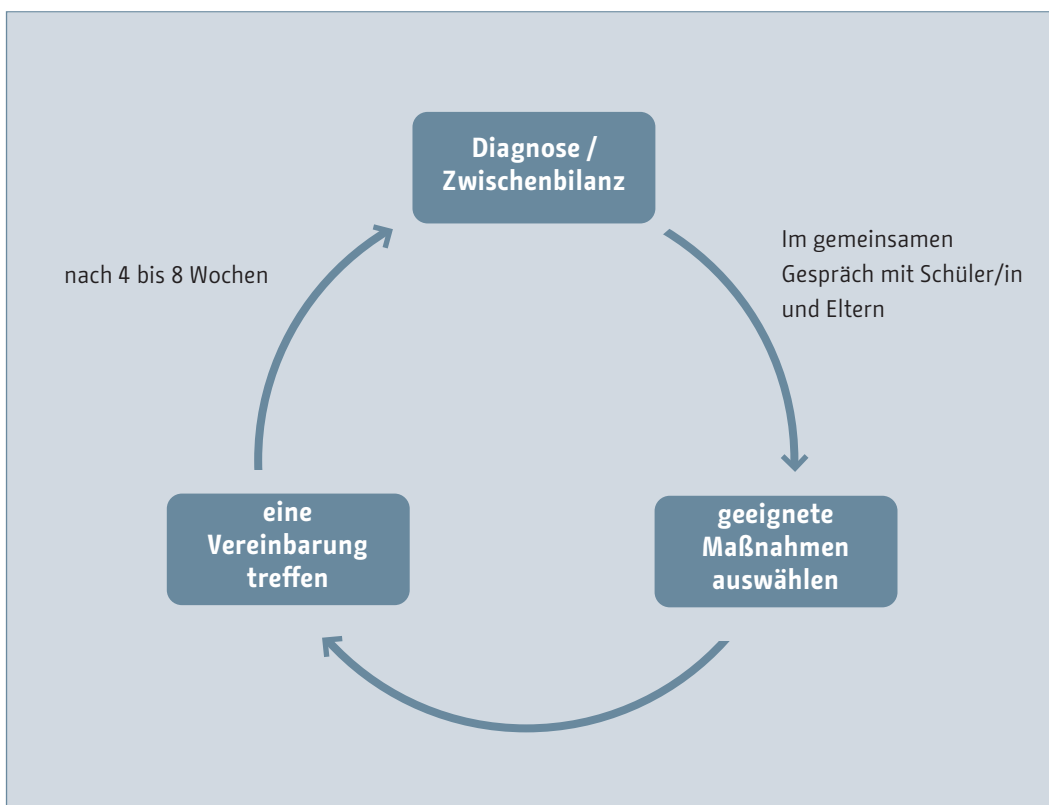 Diagnose /
Zwischenbilanz
Im gemeinsamen
Gespräch mit Schüler/in
und Eltern
nach 4 bis 8 Wochen
geeignete
Maßnahmen
auswählen
eine
Vereinbarung
treffen